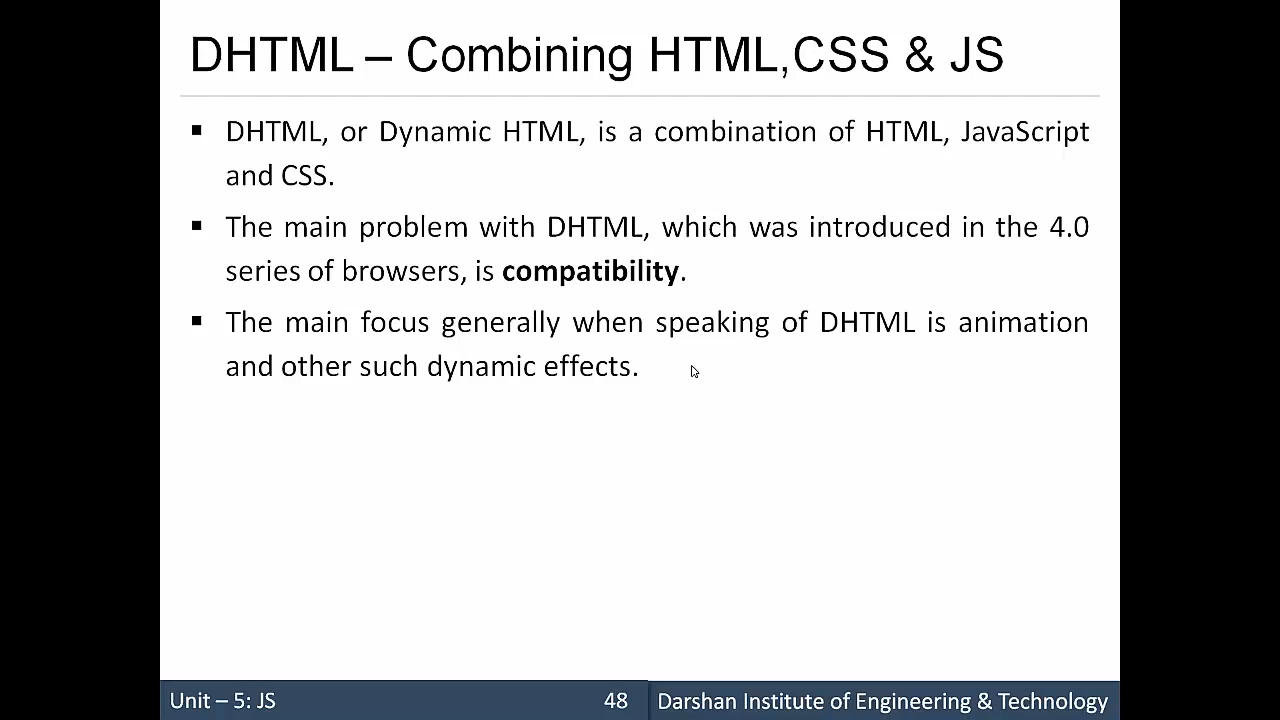 DHTML – Combining HTML,CSS & JS
▪ DHTML, or Dynamic HTML, is a combination of HTML, JavaScript
and CSS.
▪ The main problem with DHTML, which was introduced in the 4.0
series of browsers, is compatibility.
▪ The main focus generally when speaking of DHTML is animation
and other such dynamic effects.
Unit – 5: JS 48 Darshan Institute of Engineering & Technology